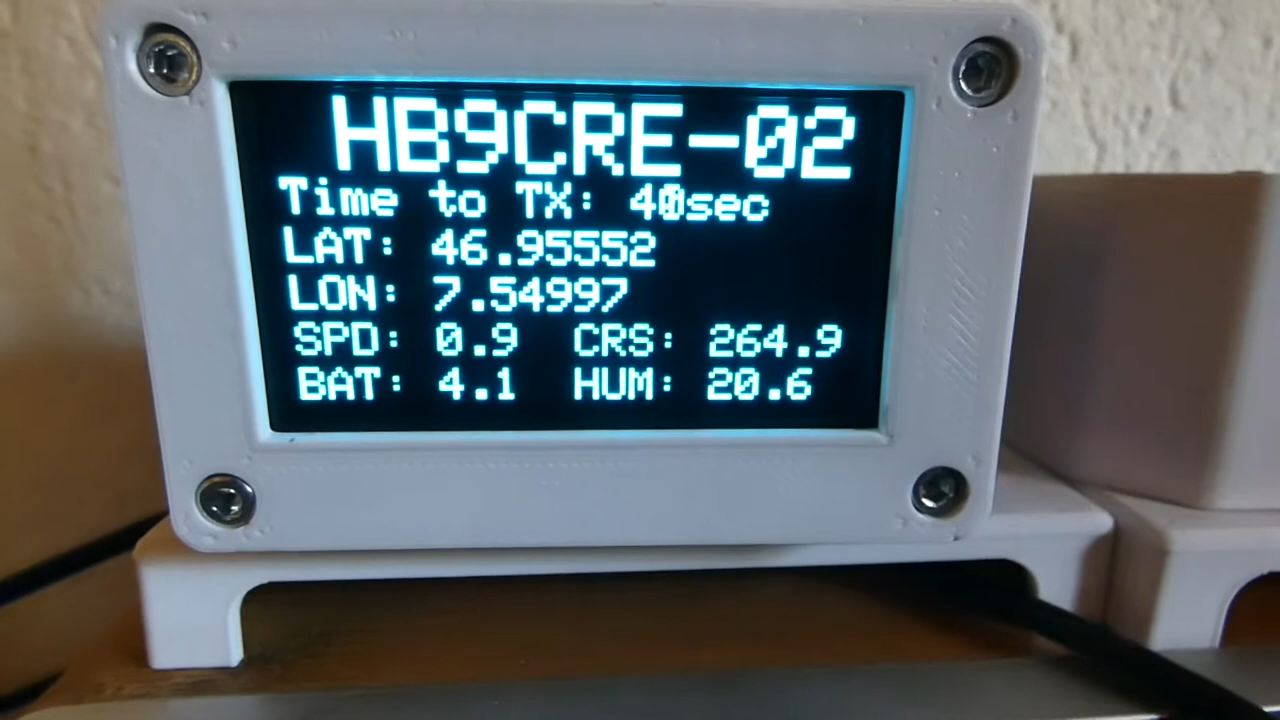 HB9CRE-02
Time to TX: 40sec
LAT: 46.95552
LON: 7.54997
SPD: 0.9 CRS: 264.9
BAT: 4.1 HUM: 20.6